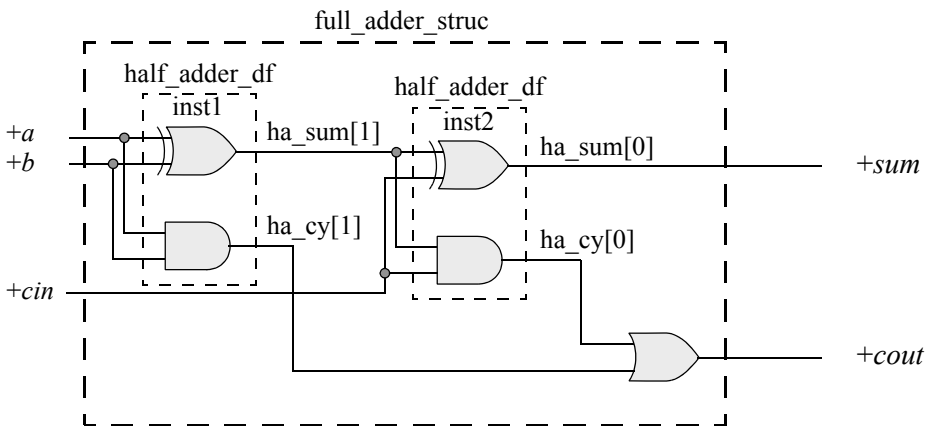 full_adder_struc
half_adder_df
half_adder_df
inst1
inst2
+a
ha_sum[1]
ha_sum[0]
+b
+sum
ha_cy[1]
ha_cy[0]
+cin
+cout